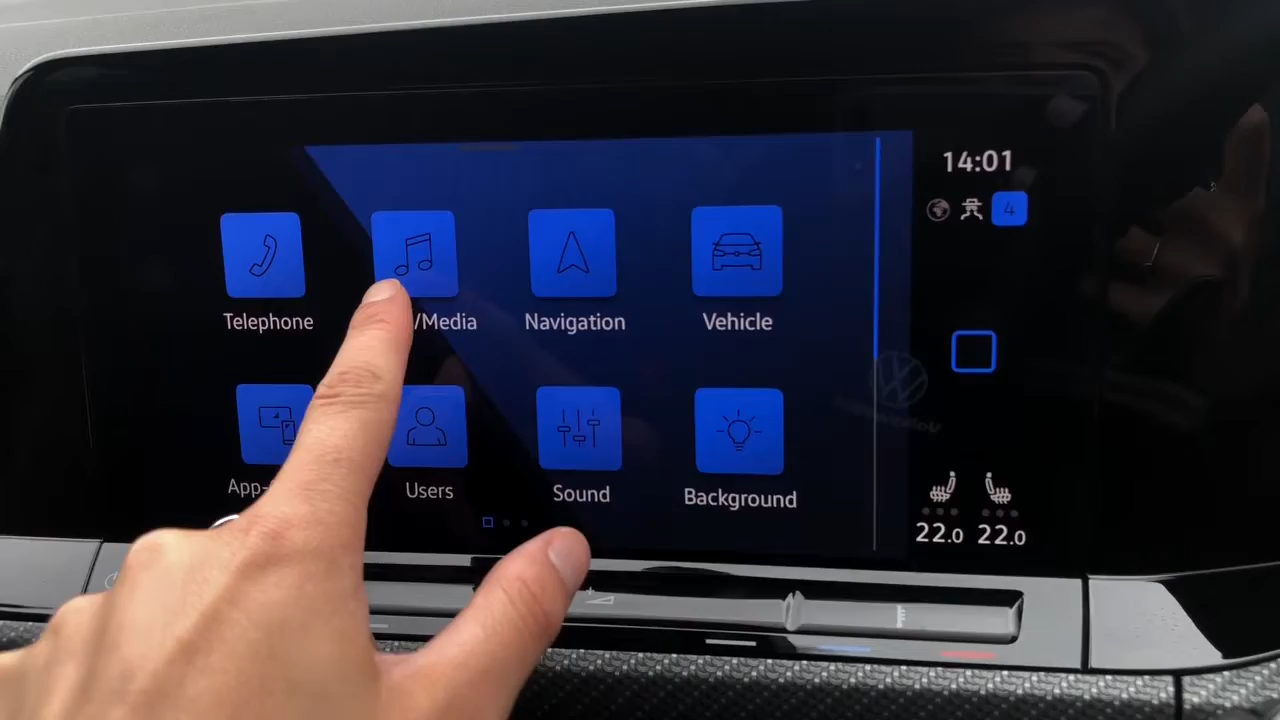 14:01
4
Telephone
/Media
Navigation
Vehicle
App-
Users
Sound
Background
22.0 22.0